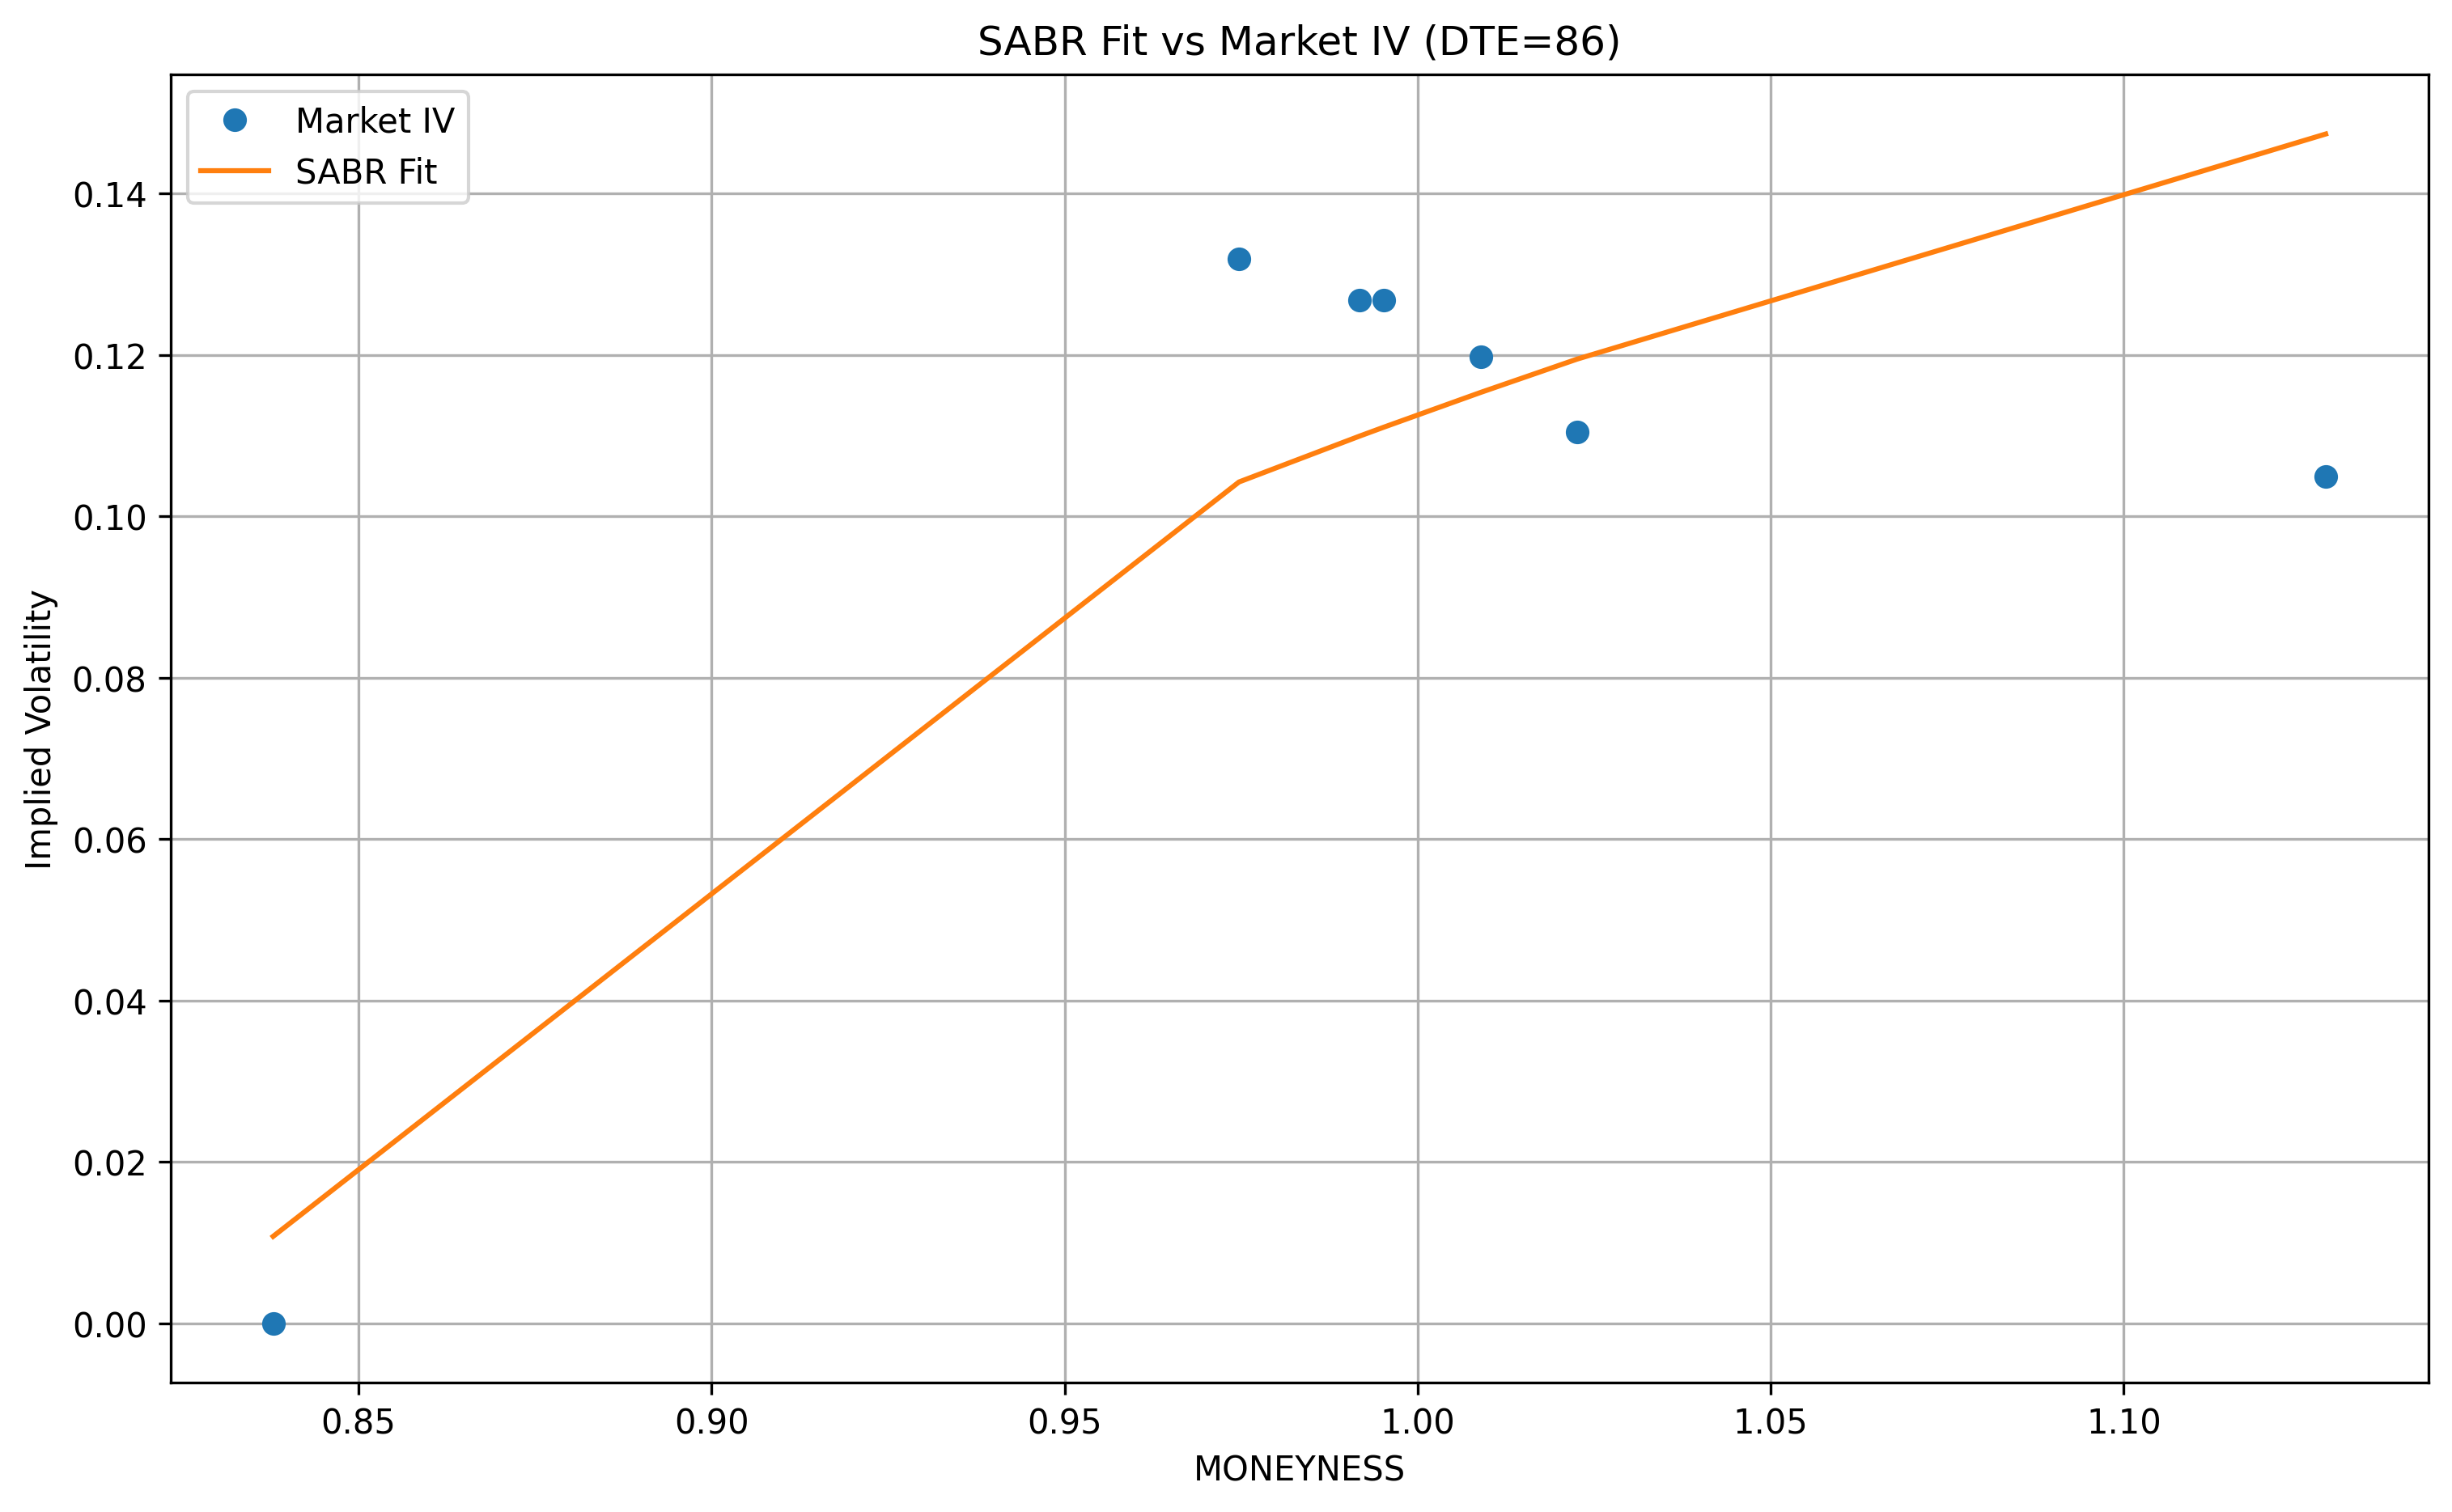 SABR Fit vs Market IV (DTE=86)
Market IV
SABR Fit
0.14
0.12
0.10
0.08
0.06
0.04
0.02
0.00
Implied Volatility
0.85 0.90 0.95 1.00 1.05 1.10
MONEYNESS